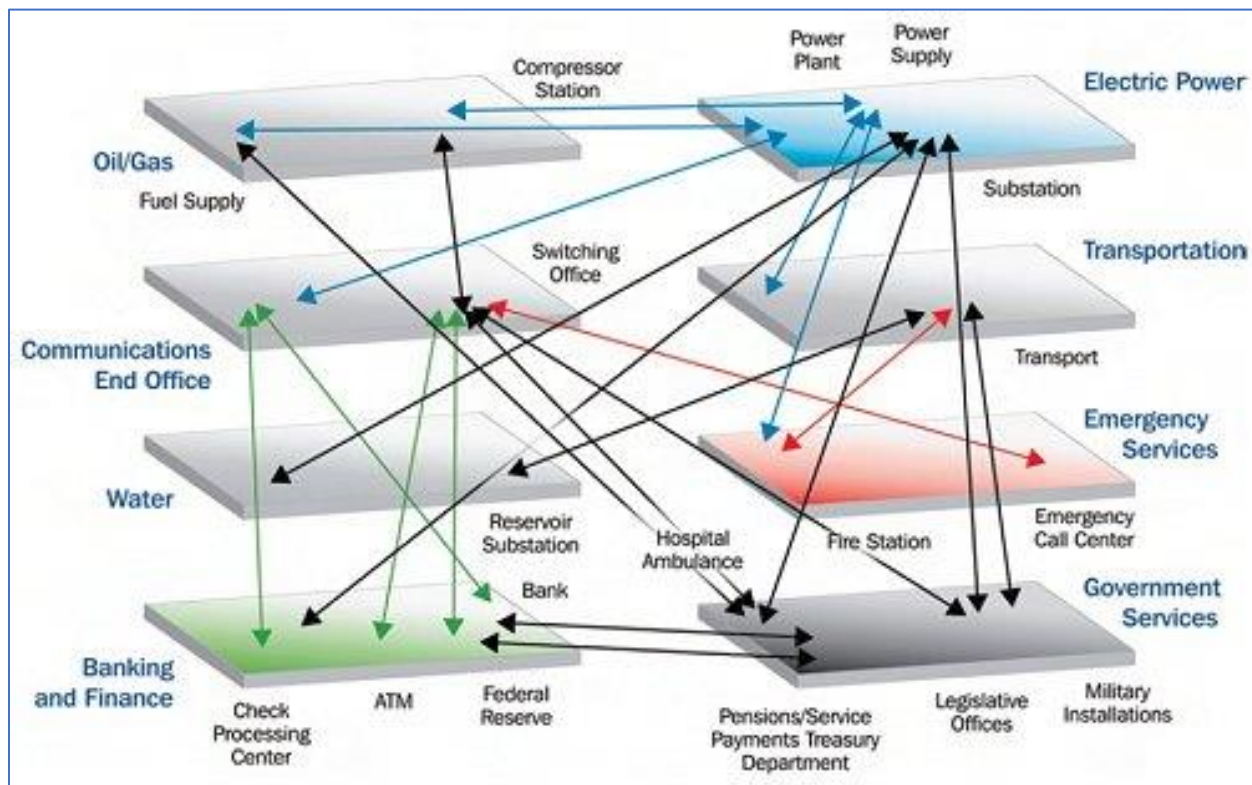 Power
Plant
Power
Supply
Compressor
Station
Electric Power
Oil/Gas
Fuel Supply
Substation
Switching
Office
Transportation
Communications
End Office
Transport
Emergency
Services
Water
Reservoir
Substation
Hospital
Ambulance
Fire Station
Emergency
Call Center
Bank
Government
Services
Banking
and Finance
Check
Processing
Center
ATM
Federal
Reserve
Pensions/Service
Payments Treasury
Department
Legislative
Offices
Military
Installations